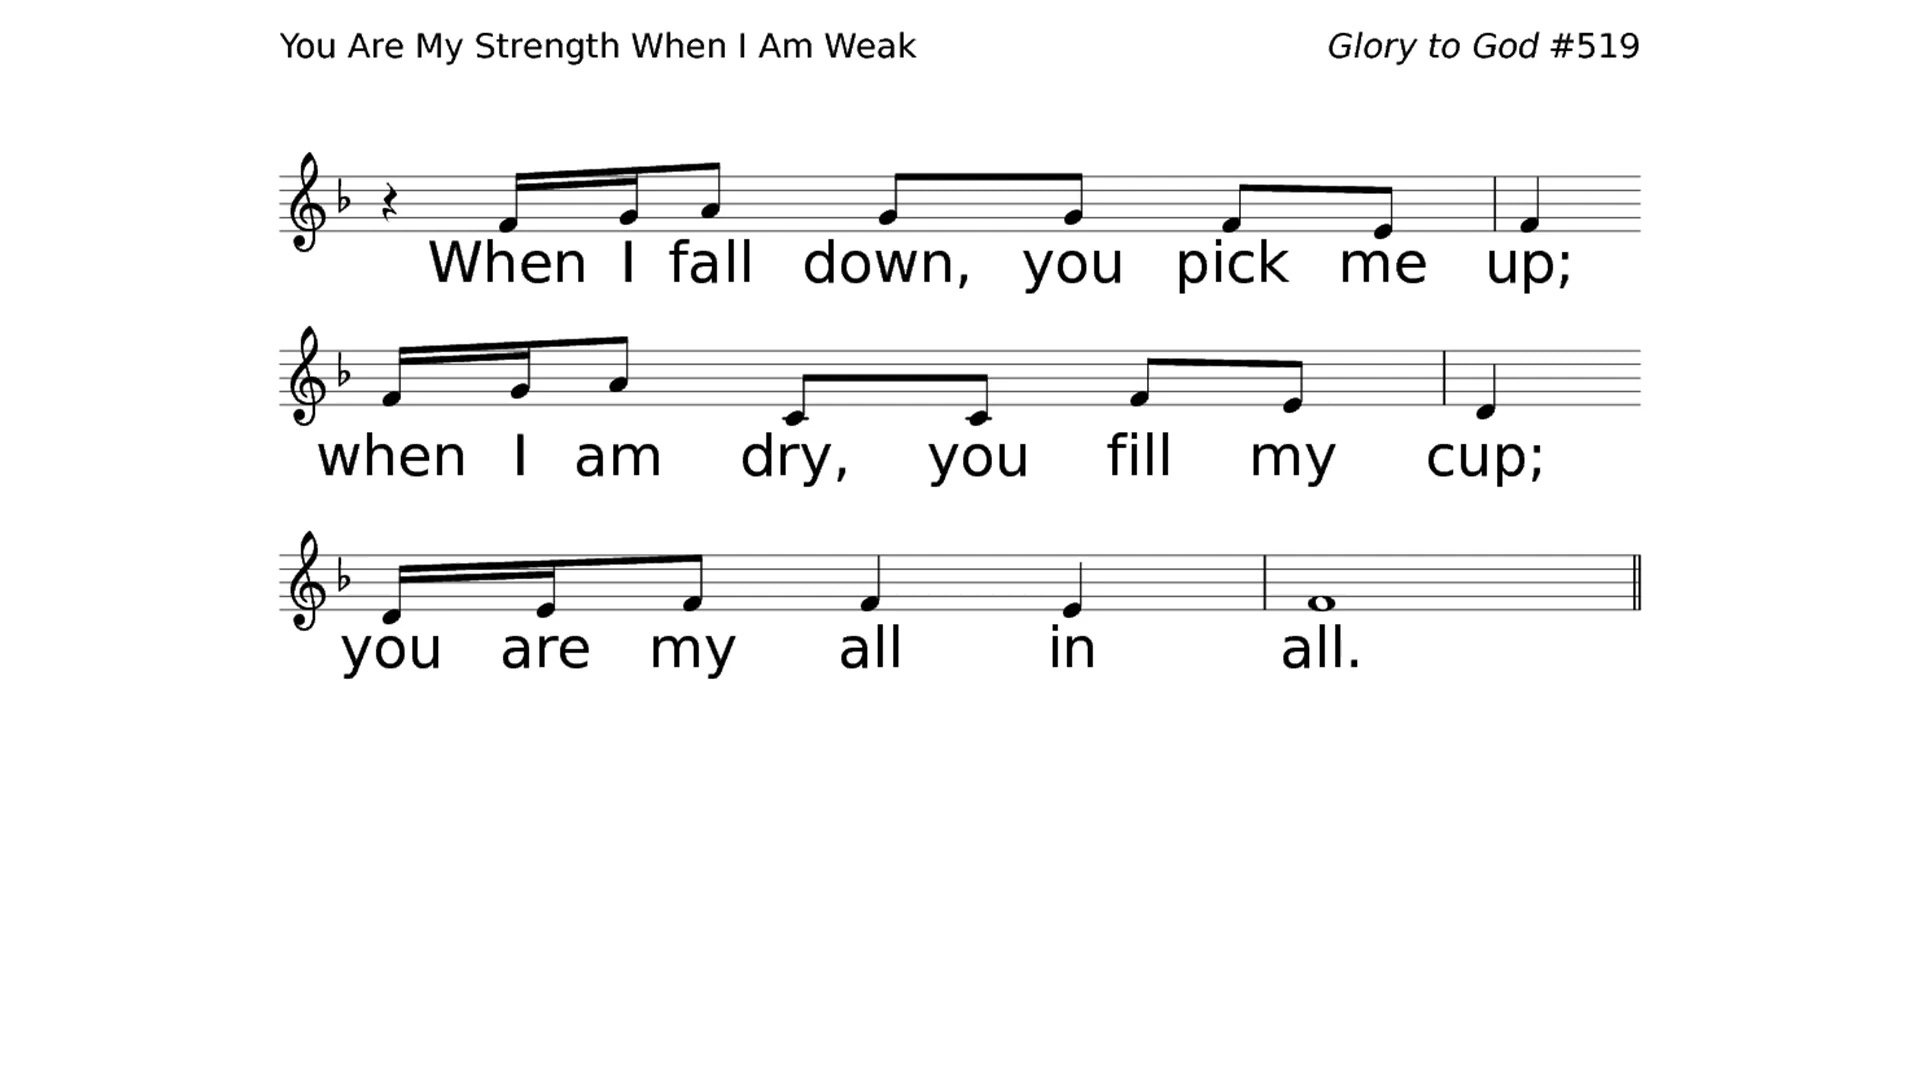 You Are My Strength When I Am Weak
Glory to God #519
When I fall down, you pick me up;
when I am dry, you fill my cup;
you are my all in all.